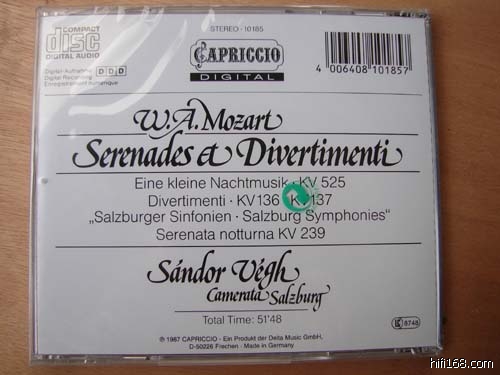 COMPACT
disc
DIGITAL AUDIO
Digital-Aufnahme
Digital Recording
Enregistrement numérique
DDD
STEREO · 10185
CAPRICCIO
DIGITAL
4 006408 101857
W. A. Mozart
Serenades et Divertimenti
Eine kleine Nachtmusik · KV 525
Divertimenti · KV 136 · KV 137
„Salzburger Sinfonien · Salzburg Symphonies“
Serenata notturna KV 239
Sándor Végh
Camerata Salzburg
Total Time: 51'48
℗ 1987 CAPRICCIO - Ein Produkt der Delta Music GmbH,
D-50226 Frechen · Made in Germany
LC 8748
hifi168.com